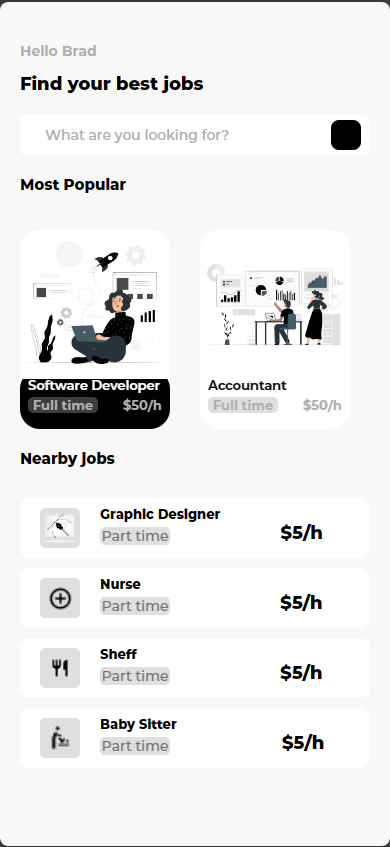 Hello Brad
Find your best jobs
What are you looking for?
Most Popular
Software Developer
Full time $50/h
Accountant
Full time $50/h
Nearby jobs
Graphic Designer
Part time
$5/h
Nurse
Part time
$5/h
Sheff
Part time
$5/h
Baby Sitter
Part time
$5/h